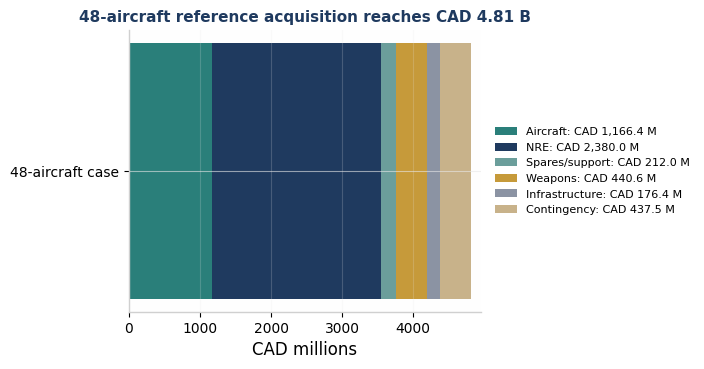 48-aircraft reference acquisition reaches CAD 4.81 B
48-aircraft case
Aircraft: CAD 1,166.4 M
NRE: CAD 2,380.0 M
Spares/support: CAD 212.0 M
Weapons: CAD 440.6 M
Infrastructure: CAD 176.4 M
Contingency: CAD 437.5 M
0 1000 2000 3000 4000
CAD millions